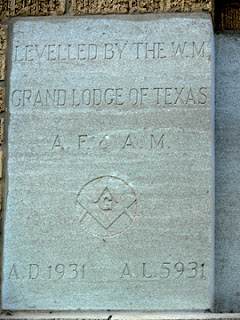 LEVELLED BY THE W.M.
GRAND LODGE OF TEXAS
A. F. & A. M.
G
A.D. 1931 A.L. 5931